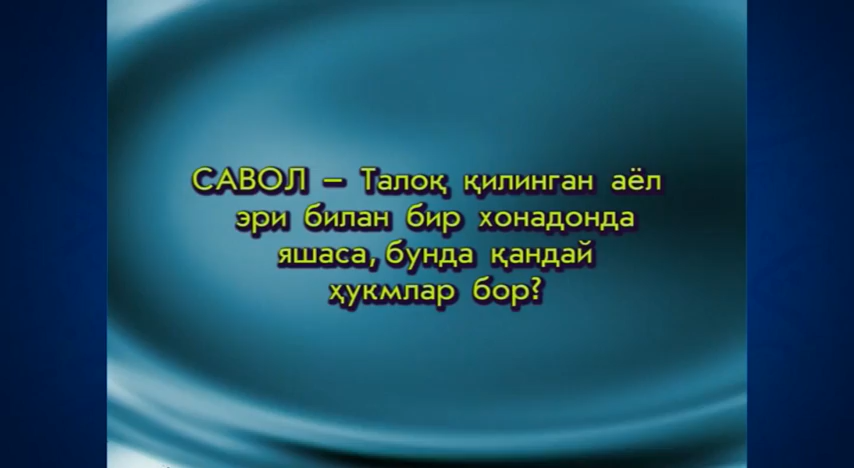 САВОЛ – Талоқ қилинган аёл
эри билан бир хонадонда
яшаса, бунда қандай
ҳукмлар бор?